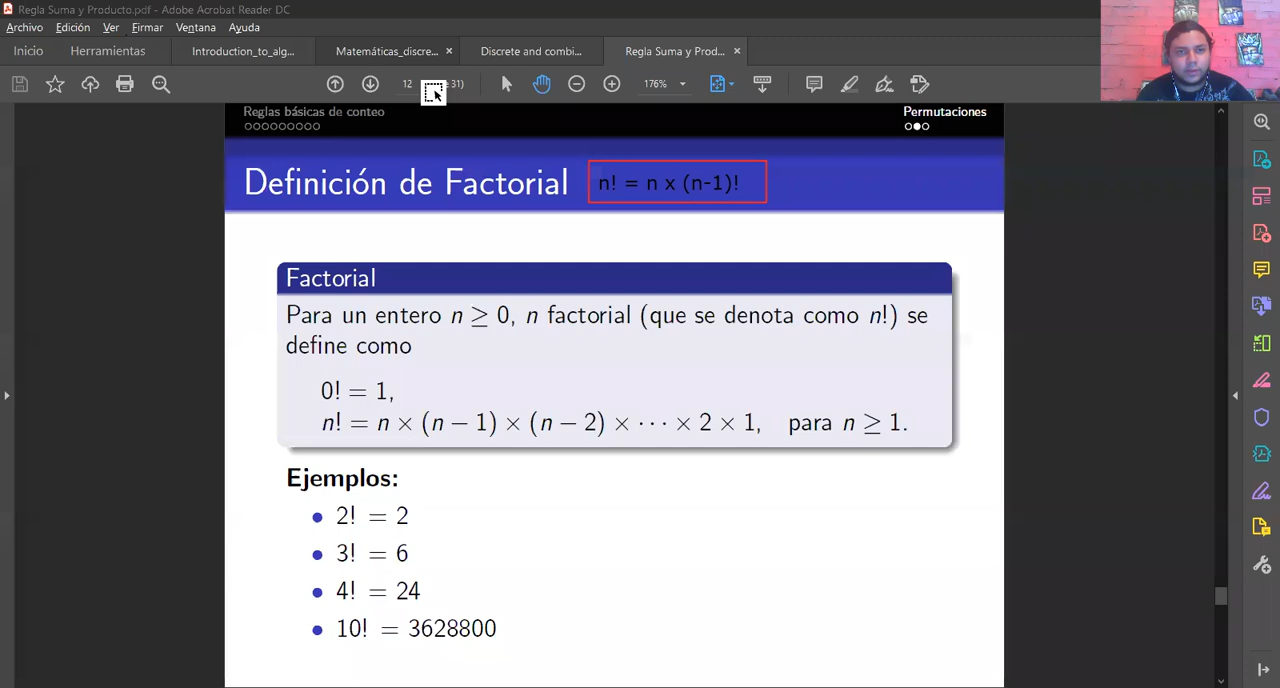 Regla Suma y Producto.pdf - Adobe Acrobat Reader DC
Archivo Edición Ver Firmar Ventana Ayuda
Inicio Herramientas Introduction_to_alg... Matemáticas_discre... × Discrete and combi... Regla Suma y Prod... ×
12 31) 176%
Reglas básicas de conteo Permutaciones
Definición de Factorial n! = n x (n-1)!
Factorial
Para un entero n ≥ 0, n factorial (que se denota como n!) se
define como
0! = 1,
n! = n × (n − 1) × (n − 2) × ··· × 2 × 1, para n ≥ 1.
Ejemplos:
• 2! = 2
• 3! = 6
• 4! = 24
• 10! = 3628800